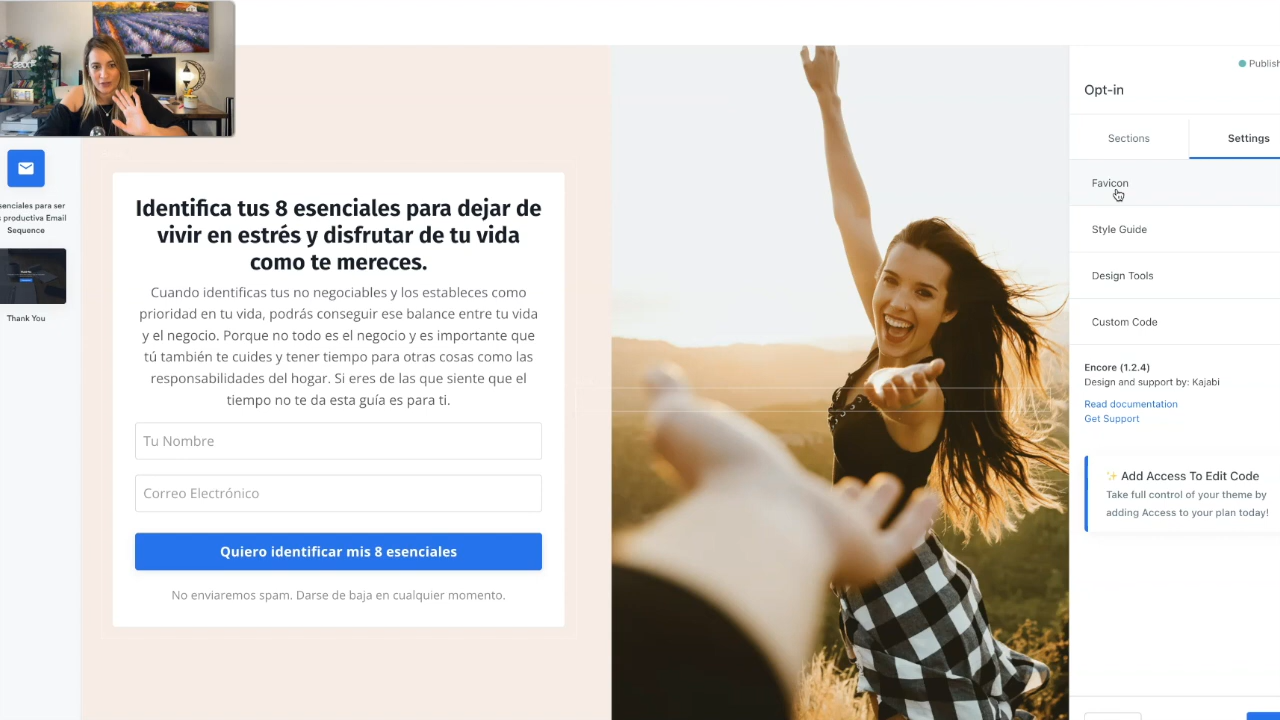 Publish
Opt-in
Sections
Settings
Favicon
Style Guide
Design Tools
Custom Code
Encore (1.2.4)
Design and support by: Kajabi
Read documentation
Get Support
✨ Add Access To Edit Code
Take full control of your theme by
adding Access to your plan today!
senciales para ser
productiva Email
Sequence
Thank You
Identifica tus 8 esenciales para dejar de
vivir en estrés y disfrutar de tu vida
como te mereces.
Cuando identificas tus no negociables y los estableces como
prioridad en tu vida, podrás conseguir ese balance entre tu vida
y el negocio. Porque no todo es el negocio y es importante que
tú también te cuides y tener tiempo para otras cosas como las
responsabilidades del hogar. Si eres de las que siente que el
tiempo no te da esta guía es para ti.
Tu Nombre
Correo Electrónico
Quiero identificar mis 8 esenciales
No enviaremos spam. Darse de baja en cualquier momento.